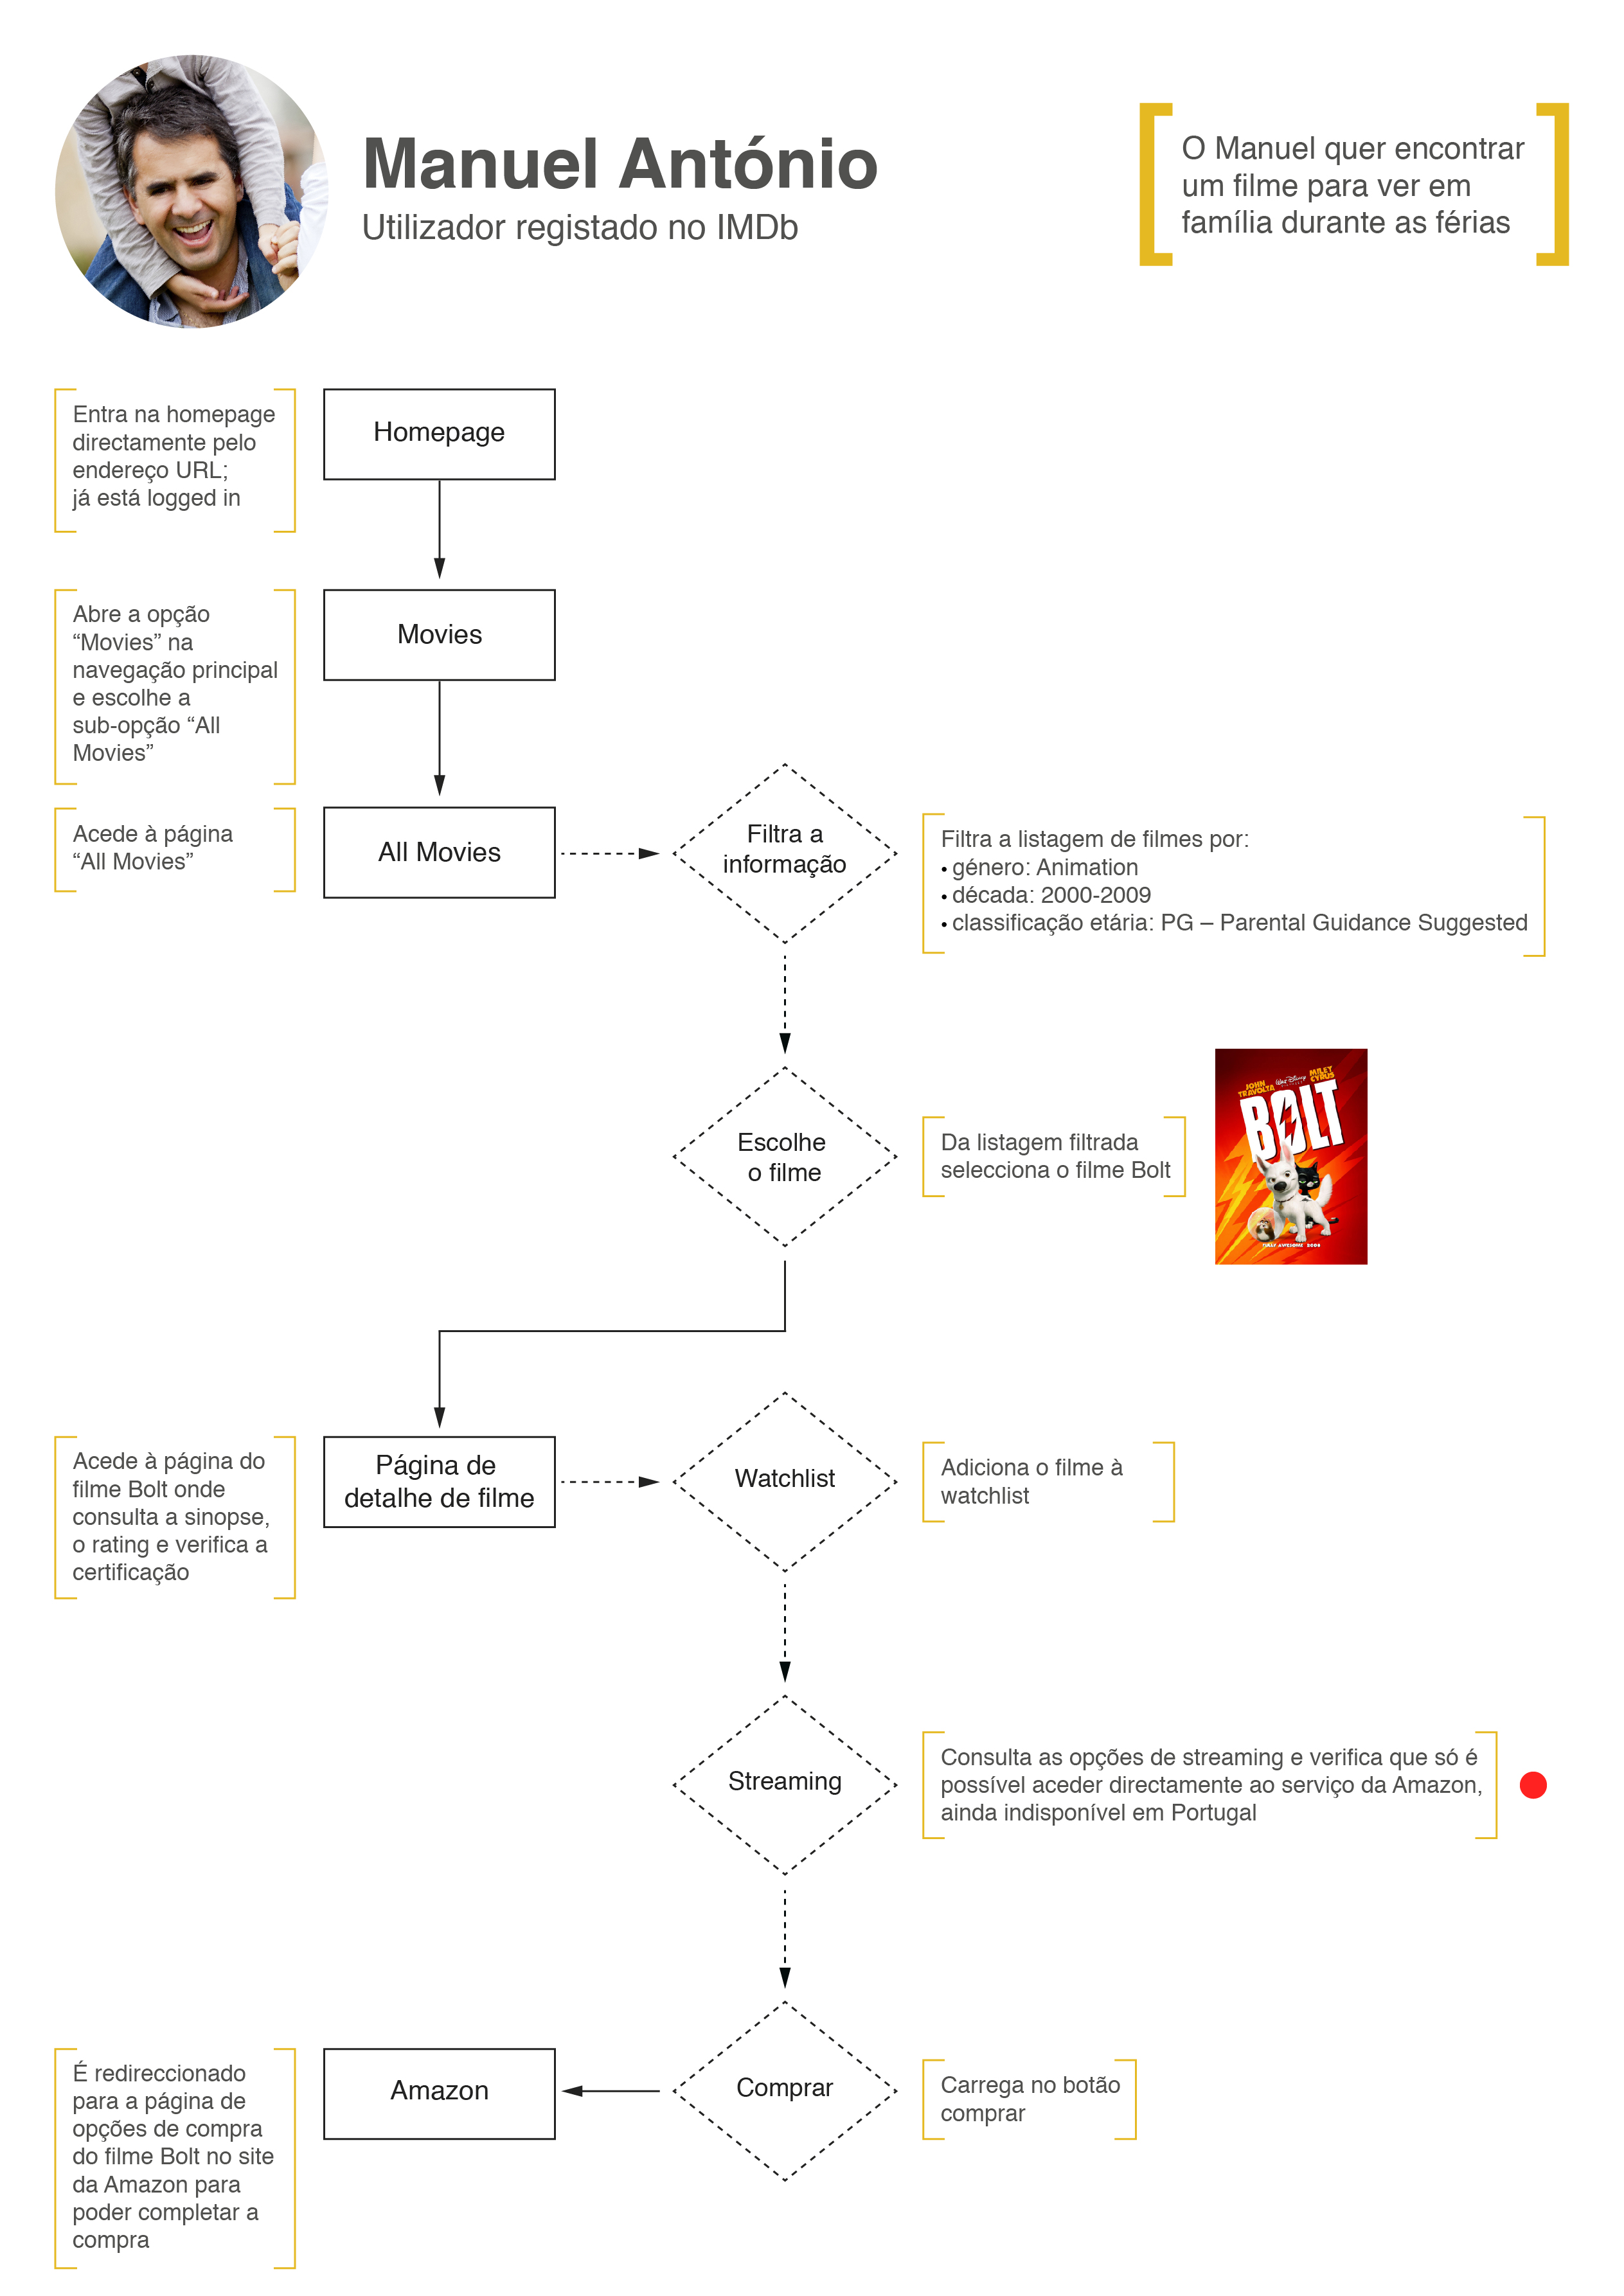 Manuel António
Utilizador registado no IMDb
O Manuel quer encontrar
um filme para ver em
família durante as férias
Entra na homepage
directamente pelo
endereço URL;
já está logged in
Homepage
Abre a opção
“Movies” na
navegação principal
e escolhe a
sub-opção “All
Movies”
Movies
Acede à página
“All Movies”
All Movies
Filtra a
informação
Filtra a listagem de filmes por:
• género: Animation
• década: 2000-2009
• classificação etária: PG – Parental Guidance Suggested
Escolhe
o filme
Da listagem filtrada
selecciona o filme Bolt
JOHN
TRAVOLTA
Walt Disney
MILEY
CYRUS
BOLT
FULLY AWESOME 2008
Acede à página do
filme Bolt onde
consulta a sinopse,
o rating e verifica a
certificação
Página de
detalhe de filme
Watchlist
Adiciona o filme à
watchlist
Streaming
Consulta as opções de streaming e verifica que só é
possível aceder directamente ao serviço da Amazon,
ainda indisponível em Portugal
É redireccionado
para a página de
opções de compra
do filme Bolt no site
da Amazon para
poder completar a
compra
Amazon
Comprar
Carrega no botão
comprar